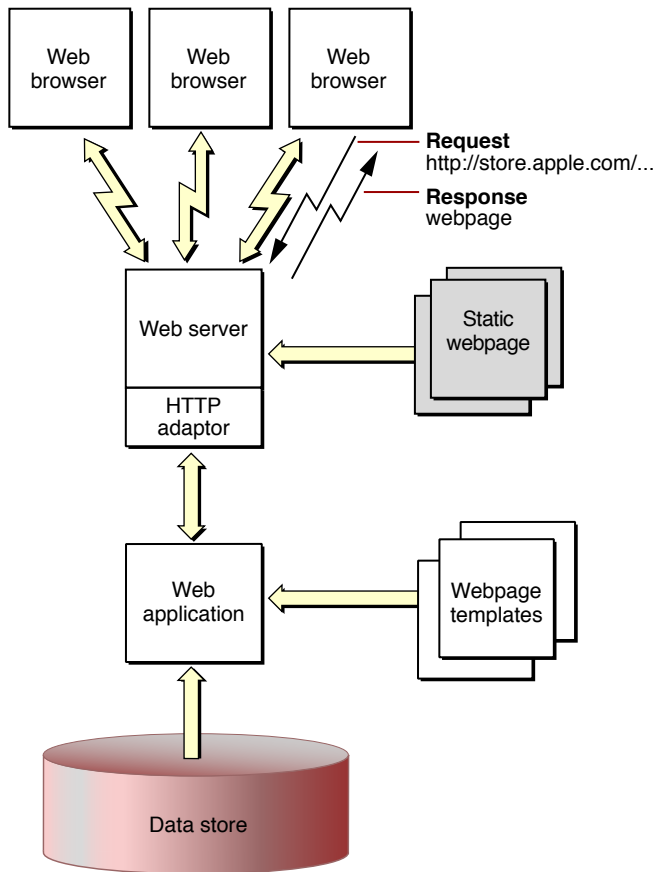 Web
browser
Web
browser
Web
browser
Request
http://store.apple.com/...
Response
webpage
Web server
Static
webpage
HTTP
adaptor
Web
application
Webpage
templates
Data store